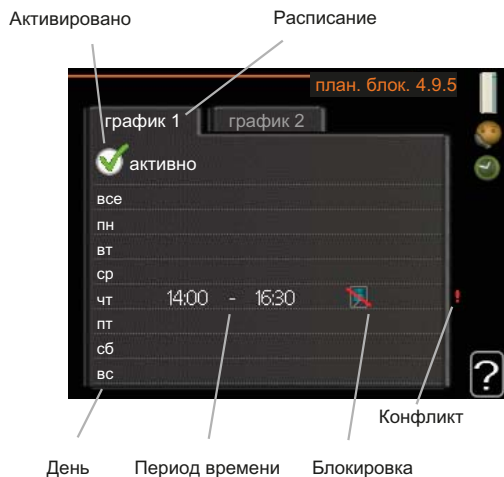 Активировано Расписание
план. блок. 4.9.5
график 1 график 2
активно
все
пн
вт
ср
чт 14:00 - 16:30 !
пт
сб
вс
?
Конфликт
День Период времени Блокировка